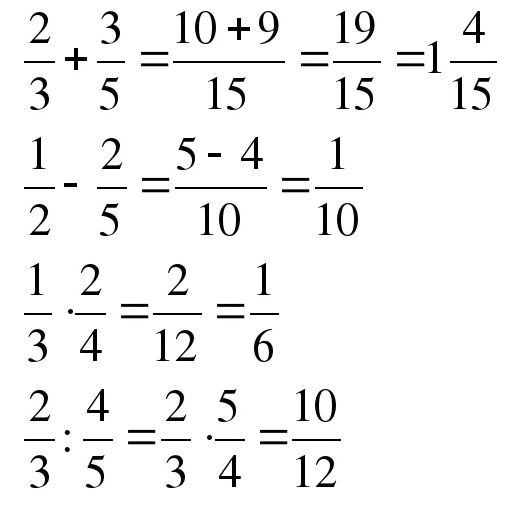 2/3 + 3/5 = (10 + 9)/15 = 19/15 = 1 4/15
1/2 - 2/5 = (5 - 4)/10 = 1/10
1/3 · 2/4 = 2/12 = 1/6
2/3 : 4/5 = 2/3 · 5/4 = 10/12